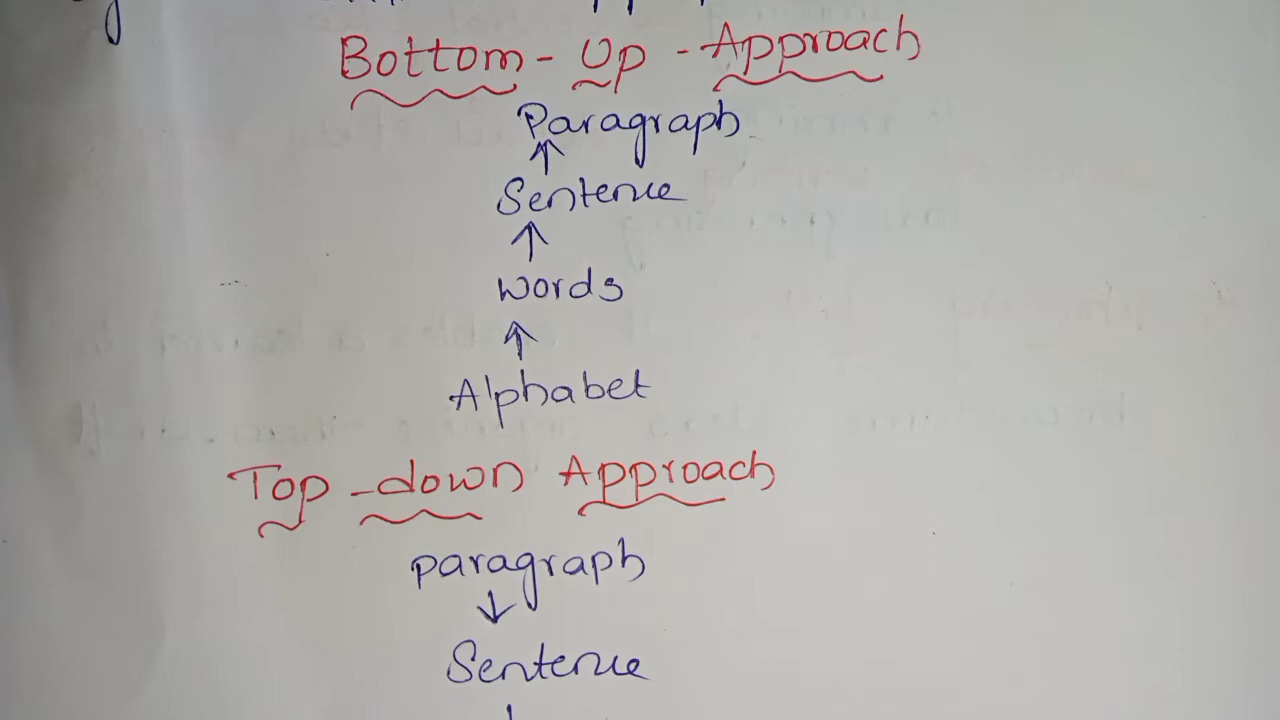 Bottom-Up-Approach
Paragraph
↑
Sentence
↑
Words
↑
Alphabet
Top-down Approach
paragraph
↓
Sentence